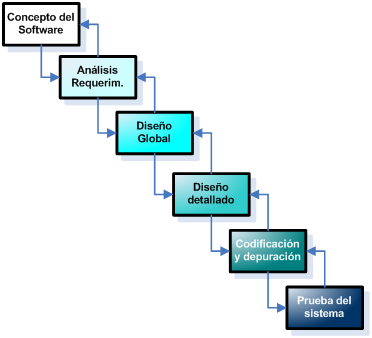 Concepto del
Software
Análisis
Requerim.
Diseño
Global
Diseño
detallado
Codificación
y depuración
Prueba del
sistema